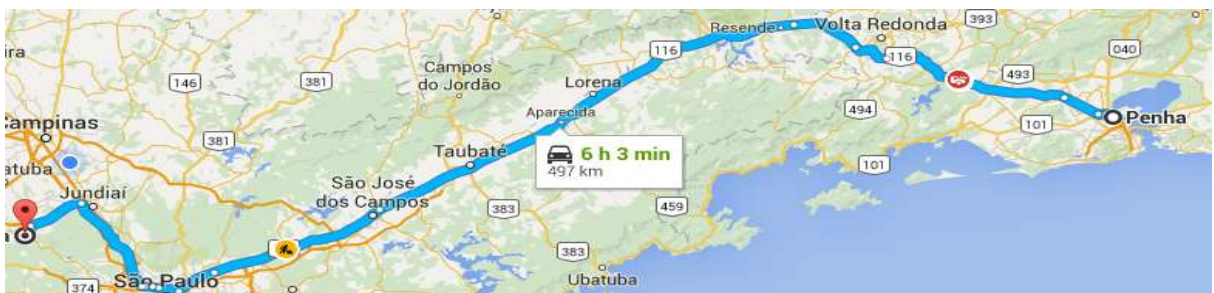 393
Volta Redonda
Resende
116
040
Campos
do Jordão
146
381
Lorena
116
493
Campinas
Aparecida
494
101
Penha
381
6 h 3 min
497 km
Taubaté
101
Jundiaí
São José
dos Campos
383
459
383
São Paulo
374
Ubatuba